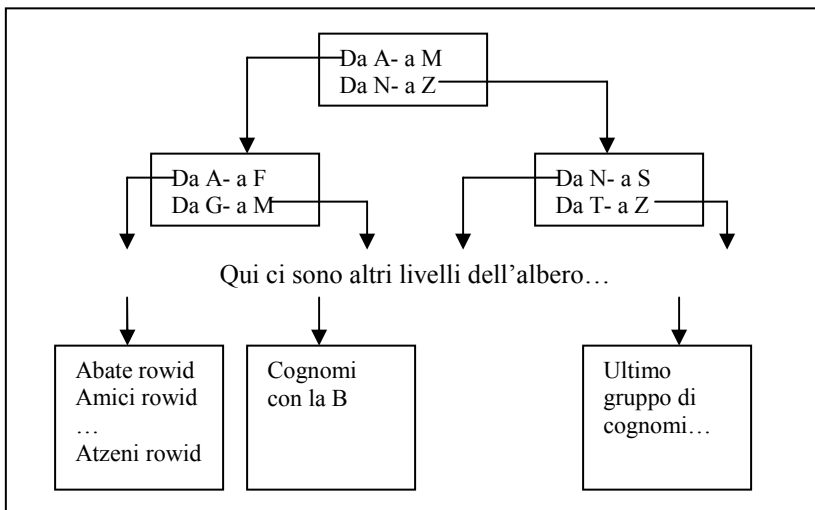 Da A- a M
Da N- a Z
Da A- a F
Da G- a M
Da N- a S
Da T- a Z
Qui ci sono altri livelli dell’albero…
Abate rowid
Amici rowid
…
Atzeni rowid
Cognomi
con la B
Ultimo
gruppo di
cognomi…